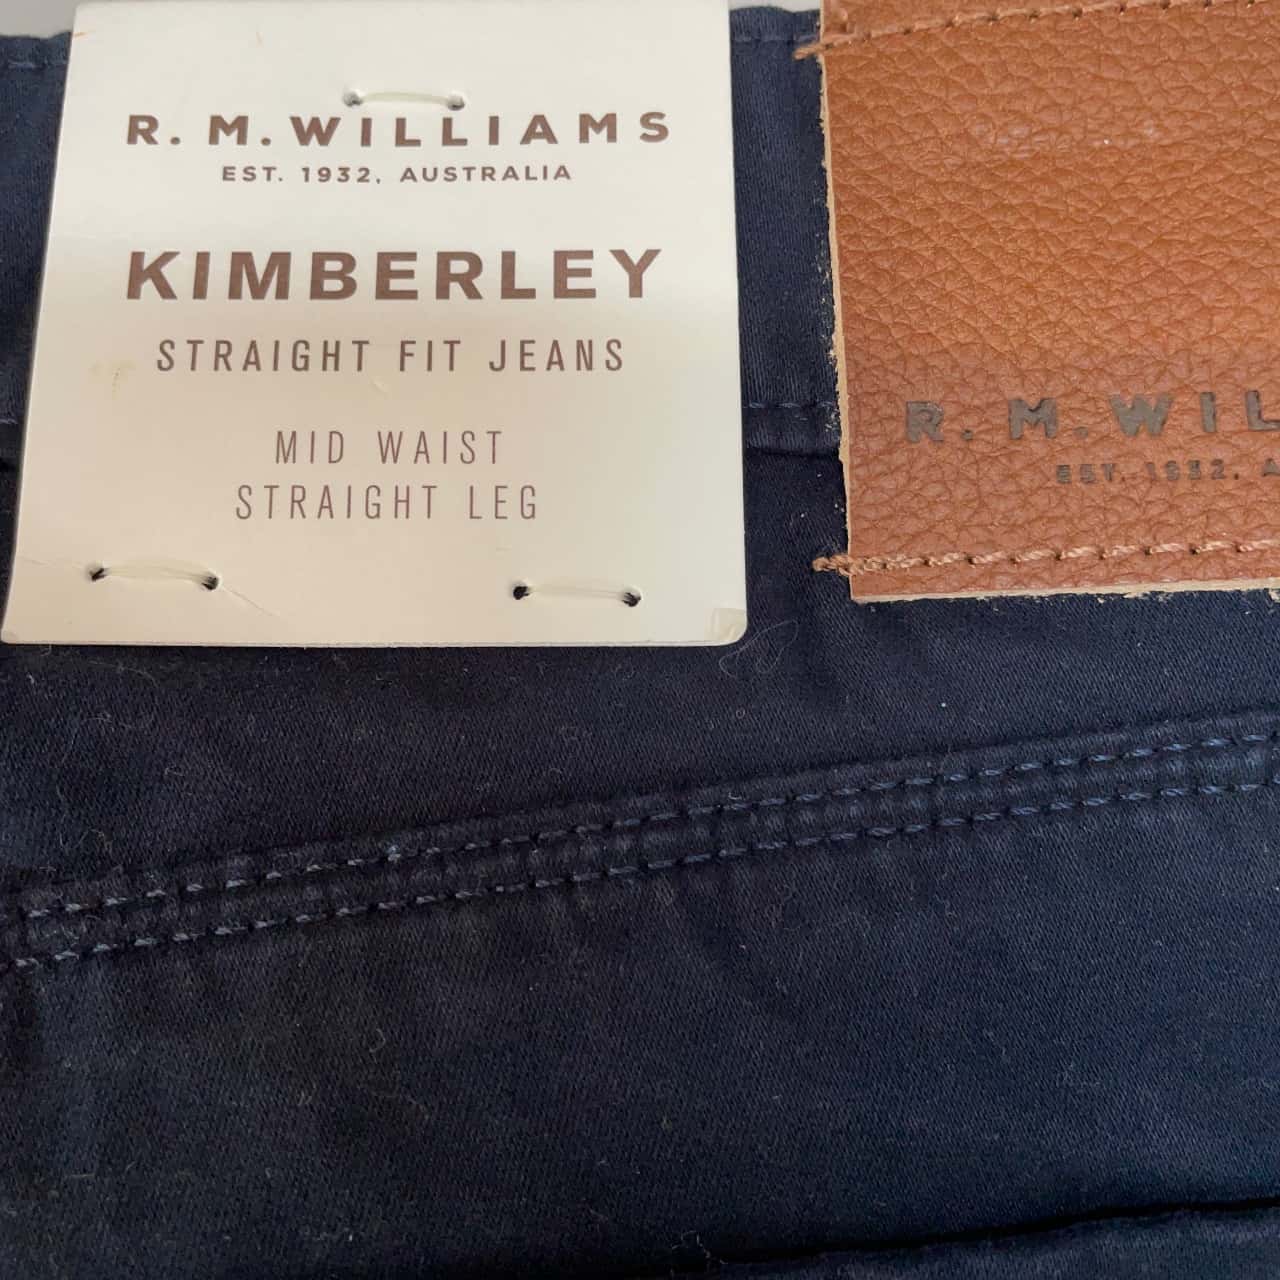 R. M. WILLIAMS
EST. 1932, AUSTRALIA
KIMBERLEY
STRAIGHT FIT JEANS
MID WAIST
STRAIGHT LEG
R. M. WIL
EST. 1932, A